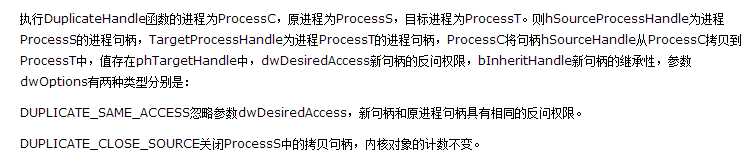 执行DuplicateHandle函数的进程为ProcessC，原进程为ProcessS，目标进程为ProcessT。则hSourceProcessHandle为进程
ProcessS的进程句柄，TargetProcessHandle为进程ProcessT的进程句柄，ProcessC将句柄hSourceHandle从ProcessC拷贝到
ProcessT中，值存在phTargetHandle中，dwDesiredAccess新句柄的反问权限，bInheritHandle新句柄的继承性，参数
dwOptions有两种类型分别是：
DUPLICATE_SAME_ACCESS忽略参数dwDesiredAccess，新句柄和原进程句柄具有相同的反问权限。
DUPLICATE_CLOSE_SOURCE关闭ProcessS中的拷贝句柄，内核对象的计数不变。